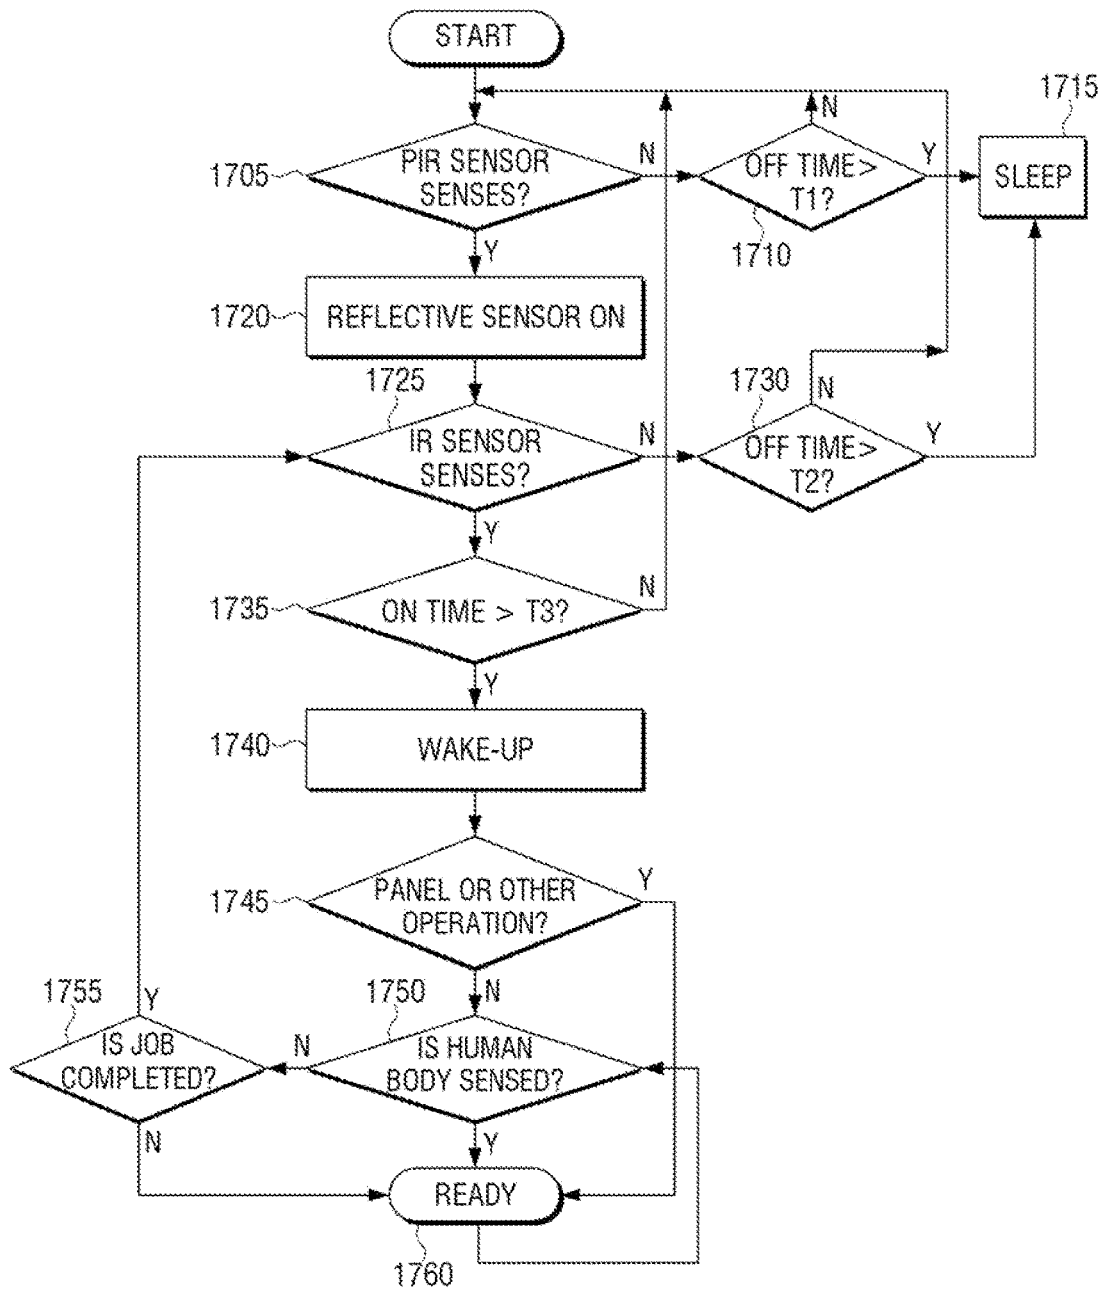 START
1715
N
PIR SENSOR
SENSES?
N
OFF TIME >
T1?
Y
SLEEP
1705
1710
Y
1720
REFLECTIVE SENSOR ON
1725
1730
N
IR SENSOR
SENSES?
N
OFF TIME >
T2?
Y
Y
1735
ON TIME > T3?
N
Y
1740
WAKE-UP
1745
PANEL OR OTHER
OPERATION?
Y
N
1755
1750
Y
IS JOB
COMPLETED?
N
IS HUMAN
BODY SENSED?
N
Y
READY
1760